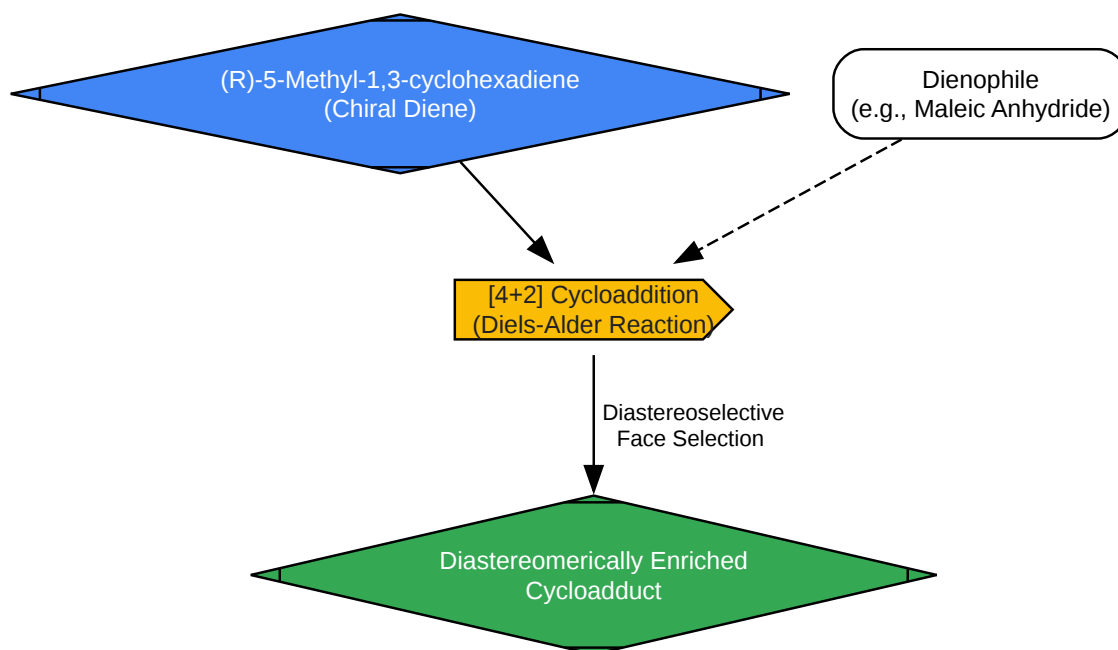 (R)-5-Methyl-1,3-cyclohexadiene
(Chiral Diene)
Dienophile
(e.g., Maleic Anhydride)
[4+2] Cycloaddition
(Diels-Alder Reaction)
Diastereoselective
Face Selection
Diastereomerically Enriched
Cycloadduct